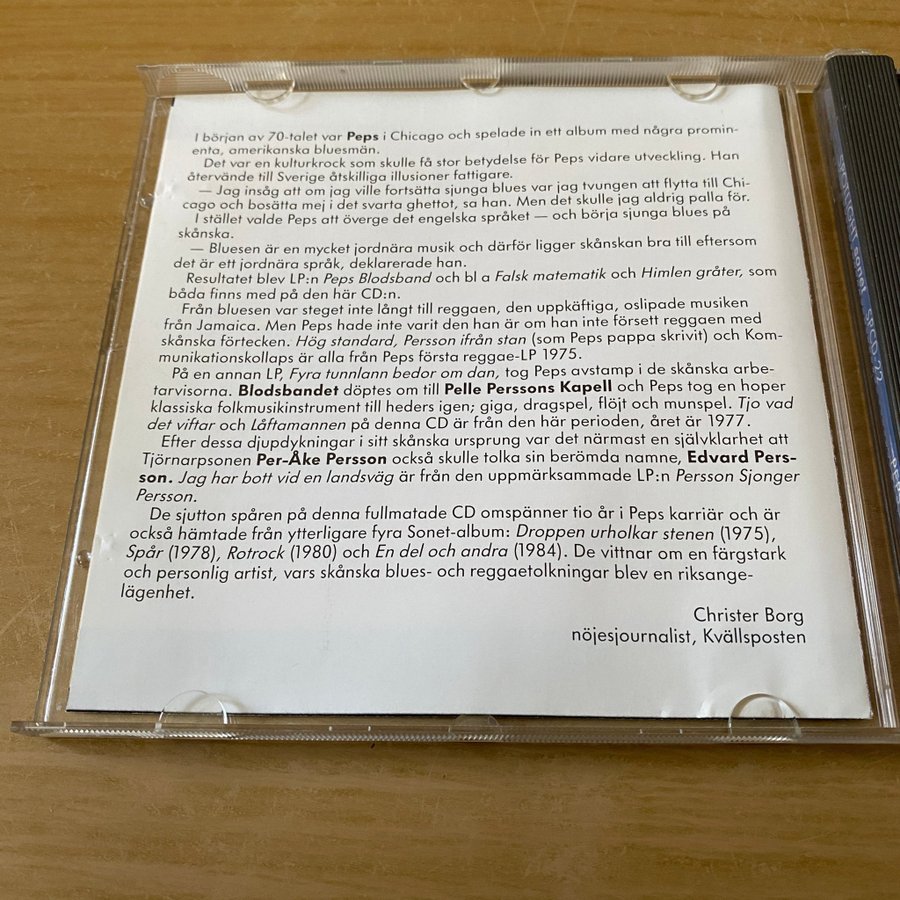 I början av 70-talet var Peps i Chicago och spelade in ett album med några promin-
enta, amerikanska bluesmän.
Det var en kulturkrock som skulle få stor betydelse för Peps vidare utveckling. Han
återvände till Sverige åtskilliga illusioner fattigare.
— Jag insåg att om jag ville fortsätta sjunga blues var jag tvungen att flytta till Chi-
cago och bosätta mej i det svarta ghettot, sa han. Men det skulle jag aldrig palla för.
I stället valde Peps att överge det engelska språket — och börja sjunga blues på
skånska.
— Bluesen är en mycket jordnära musik och därför ligger skånskan bra till eftersom
det är ett jordnära språk, deklarerade han.
Resultatet blev LP:n Peps Blodsband och bl a Falsk matematik och Himlen gråter, som
båda finns med på den här CD:n.
Från bluesen var steget inte långt till reggaen, den uppkäftiga, oslipade musiken
från Jamaica. Men Peps hade inte varit den han är om han inte försett reggaen med
skånska förtecken. Hög standard, Persson ifrån stan (som Peps pappa skrivit) och Kom-
munikationskollaps är alla från Peps första reggae-LP 1975.
På en annan LP, Fyra tunnlann bedor om dan, tog Peps avstamp i de skånska arbe-
tarvisorna. Blodsbandet döptes om till Pelle Perssons Kapell och Peps tog en hoper
klassiska folkmusikinstrument till heders igen; giga, dragspel, flöjt och munspel. Tjo vad
det viftar och Låftamannen på denna CD är från den här perioden, året är 1977.
Efter dessa djupdykningar i sitt skånska ursprung var det närmast en självklarhet att
Tjörnarpsonen Per-Åke Persson också skulle tolka sin berömda namne, Edvard Pers-
son. Jag har bott vid en landsväg är från den uppmärksammade LP:n Persson Sjonger
Persson.
De sjutton spåren på denna fullmatade CD omspänner tio år i Peps karriär och är
också hämtade från ytterligare fyra Sonet-album: Droppen urholkar stenen (1975),
Spår (1978), Rotrock (1980) och En del och andra (1984). De vittnar om en färgstark
och personlig artist, vars skånska blues- och reggaetolkningar blev en riksange-
lägenhet.
Christer Borg
nöjesjournalist, Kvällsposten
SPOTLIGHT sonet SPCD-22